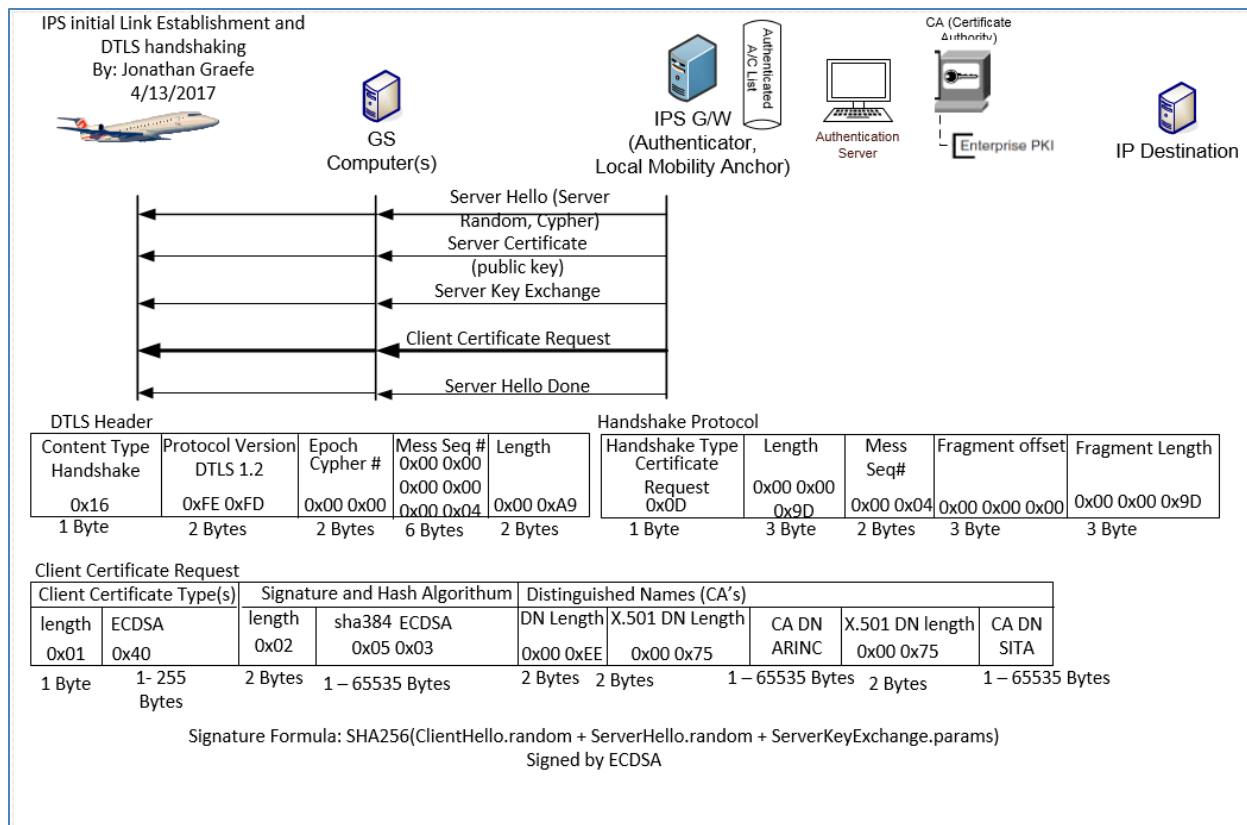 IPS initial Link Establishment and
DTLS handshaking
By: Jonathan Graefe
4/13/2017
GS
Computer(s)
IPS G/W
(Authenticator,
Local Mobility Anchor)
Authenticated
A/C List
Authentication
Server
CA (Certificate
Authority)
Enterprise PKI
IP Destination
Server Hello (Server
Random, Cypher)
Server Certificate
(public key)
Server Key Exchange
Client Certificate Request
Server Hello Done
DTLS Header
Content Type
Handshake
0x16
1 Byte
Protocol Version
DTLS 1.2
0xFE 0xFD
2 Bytes
Epoch
Cypher #
0x00 0x00
2 Bytes
Mess Seq #
0x00 0x00
0x00 0x00
0x00 0x04
6 Bytes
Length
0x00 0xA9
2 Bytes
Handshake Protocol
Handshake Type
Certificate
Request
0x0D
1 Byte
Length
0x00 0x00
0x9D
3 Byte
Mess
Seq#
0x00 0x04
2 Bytes
Fragment offset
0x00 0x00 0x00
3 Byte
Fragment Length
0x00 0x00 0x9D
3 Byte
Client Certificate Request
Client Certificate Type(s)
length
0x01
1 Byte
ECDSA
0x40
1- 255
Bytes
Signature and Hash Algorithum
length
0x02
2 Bytes
sha384 ECDSA
0x05 0x03
1 – 65535 Bytes
Distinguished Names (CA's)
DN Length
0x00 0xEE
2 Bytes
X.501 DN Length
0x00 0x75
2 Bytes
CA DN
ARINC
1 – 65535 Bytes
X.501 DN length
0x00 0x75
2 Bytes
CA DN
SITA
1 – 65535 Bytes
Signature Formula: SHA256(ClientHello.random + ServerHello.random + ServerKeyExchange.params)
Signed by ECDSA